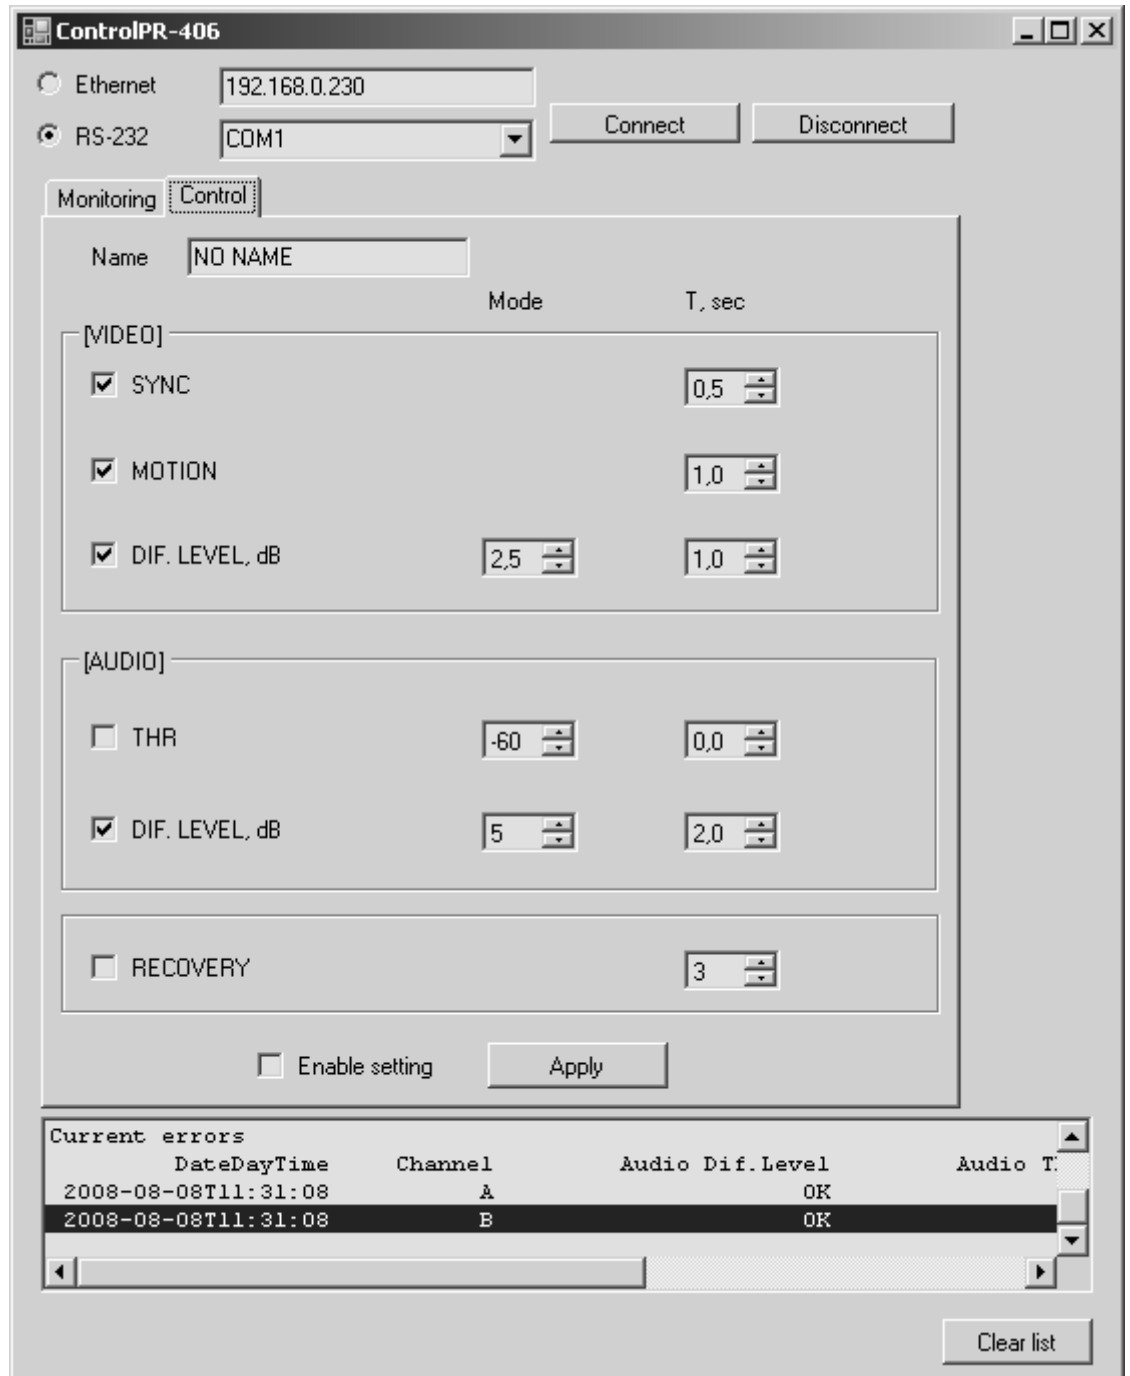 ControlPR-406
Ethernet 192.168.0.230
RS-232 COM1 Connect Disconnect
Monitoring Control
Name NO NAME
Mode T, sec
[VIDEO]
SYNC 0,5
MOTION 1,0
DIF. LEVEL, dB 2,5 1,0
[AUDIO]
THR -60 0,0
DIF. LEVEL, dB 5 2,0
RECOVERY 3
Enable setting Apply
Current errors
DateDayTime Channel Audio Dif.Level Audio
2008-08-08T11:31:08 A OK
2008-08-08T11:31:08 B OK
Clear list